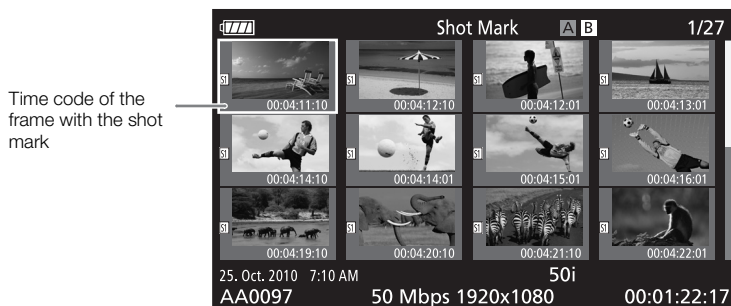 Shot Mark A B 1/27
Time code of the
frame with the shot
mark
S1 00:04:11:10 S1 00:04:12:10 S1 00:04:12:01 S1 00:04:13:01
S1 00:04:14:10 S1 00:04:14:01 S1 00:04:15:01 S1 00:04:16:01
S1 00:04:19:10 S1 00:04:20:10 S1 00:04:21:10 S1 00:04:22:01
25. Oct. 2010 7:10 AM 50i
AA0097 50 Mbps 1920x1080 00:01:22:17